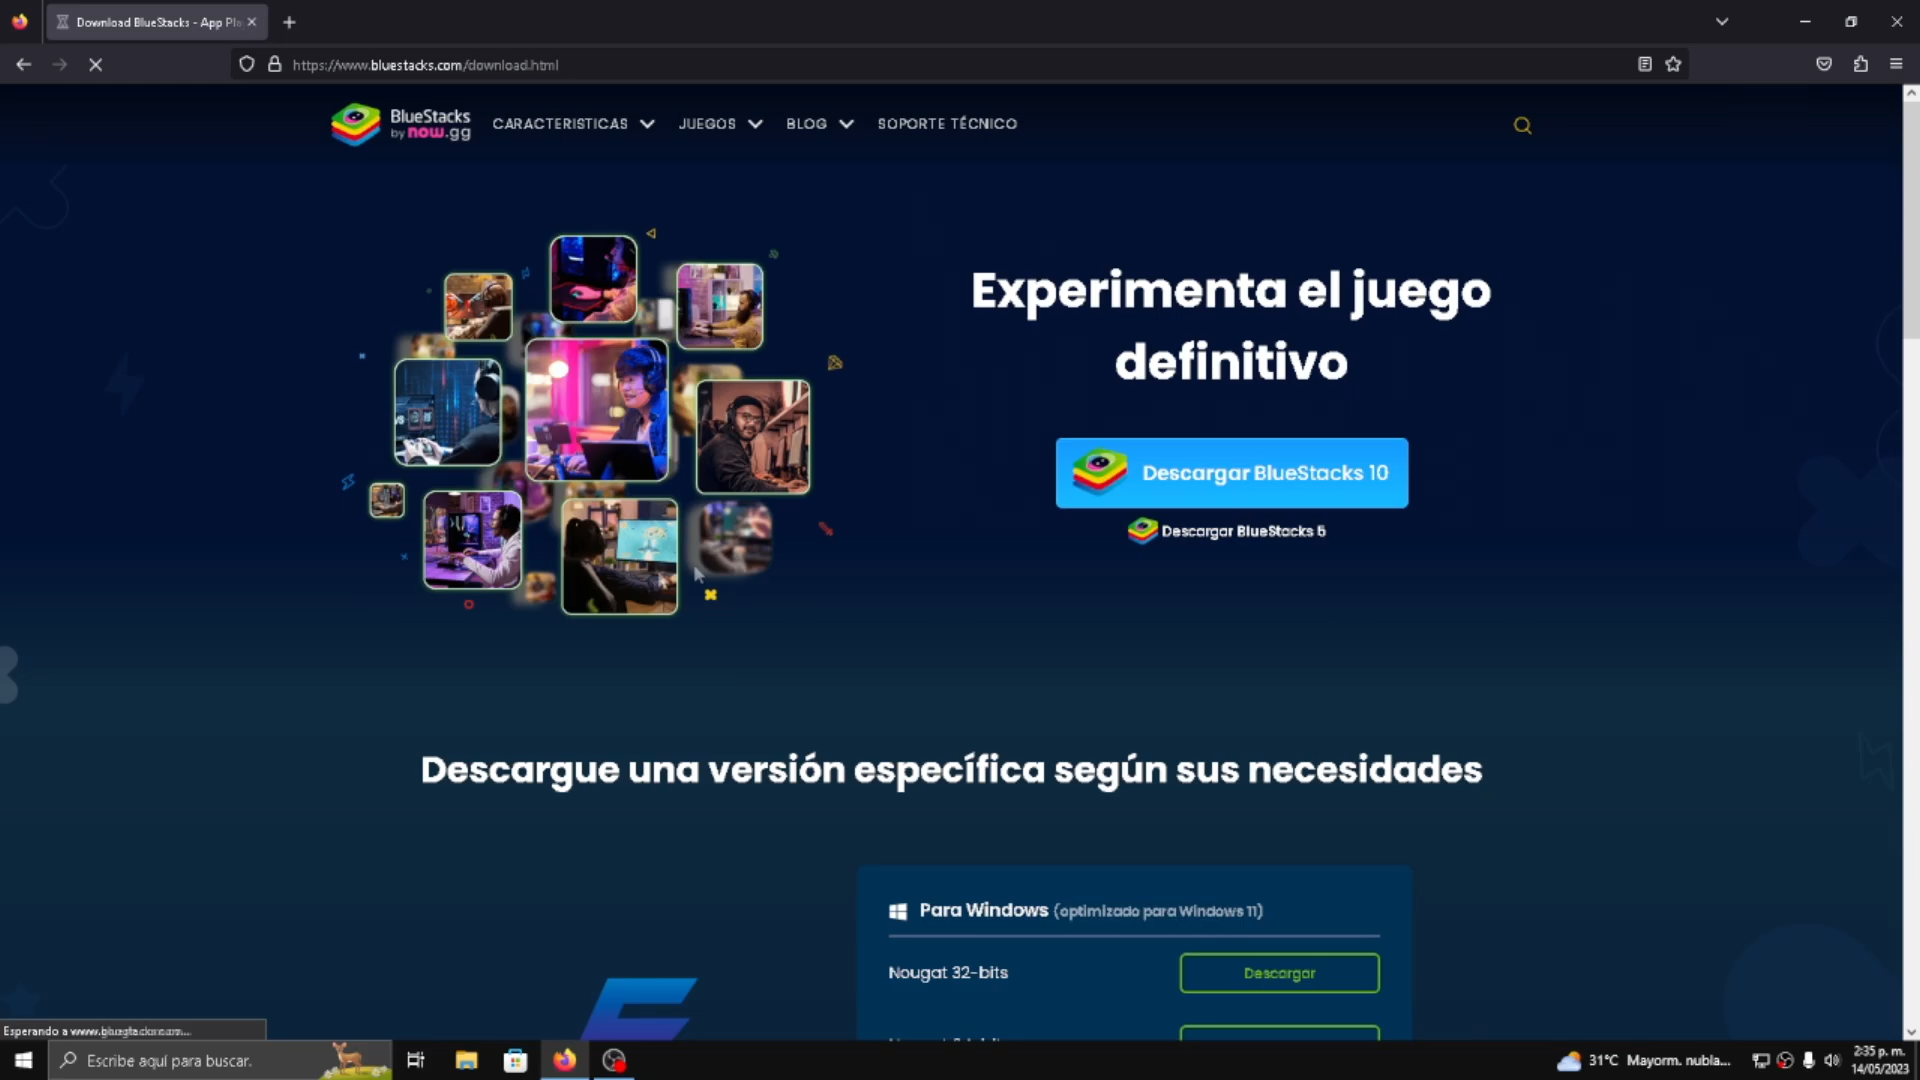 Download BlueStacks - App Pla
https://www.bluestacks.com/download.html
BlueStacks
by now.gg
CARACTERISTICAS
JUEGOS
BLOG
SOPORTE TÉCNICO
Experimenta el juego
definitivo
Descargar BlueStacks 10
Descargar BlueStacks 5
Descargue una versión específica según sus necesidades
Para Windows (optimizado para Windows 11)
Nougat 32-bits
Descargar
Esperando a www.
Escribe aquí para buscar.
31°C Mayorm. nubla...
2:35 p. m.
14/05/2023